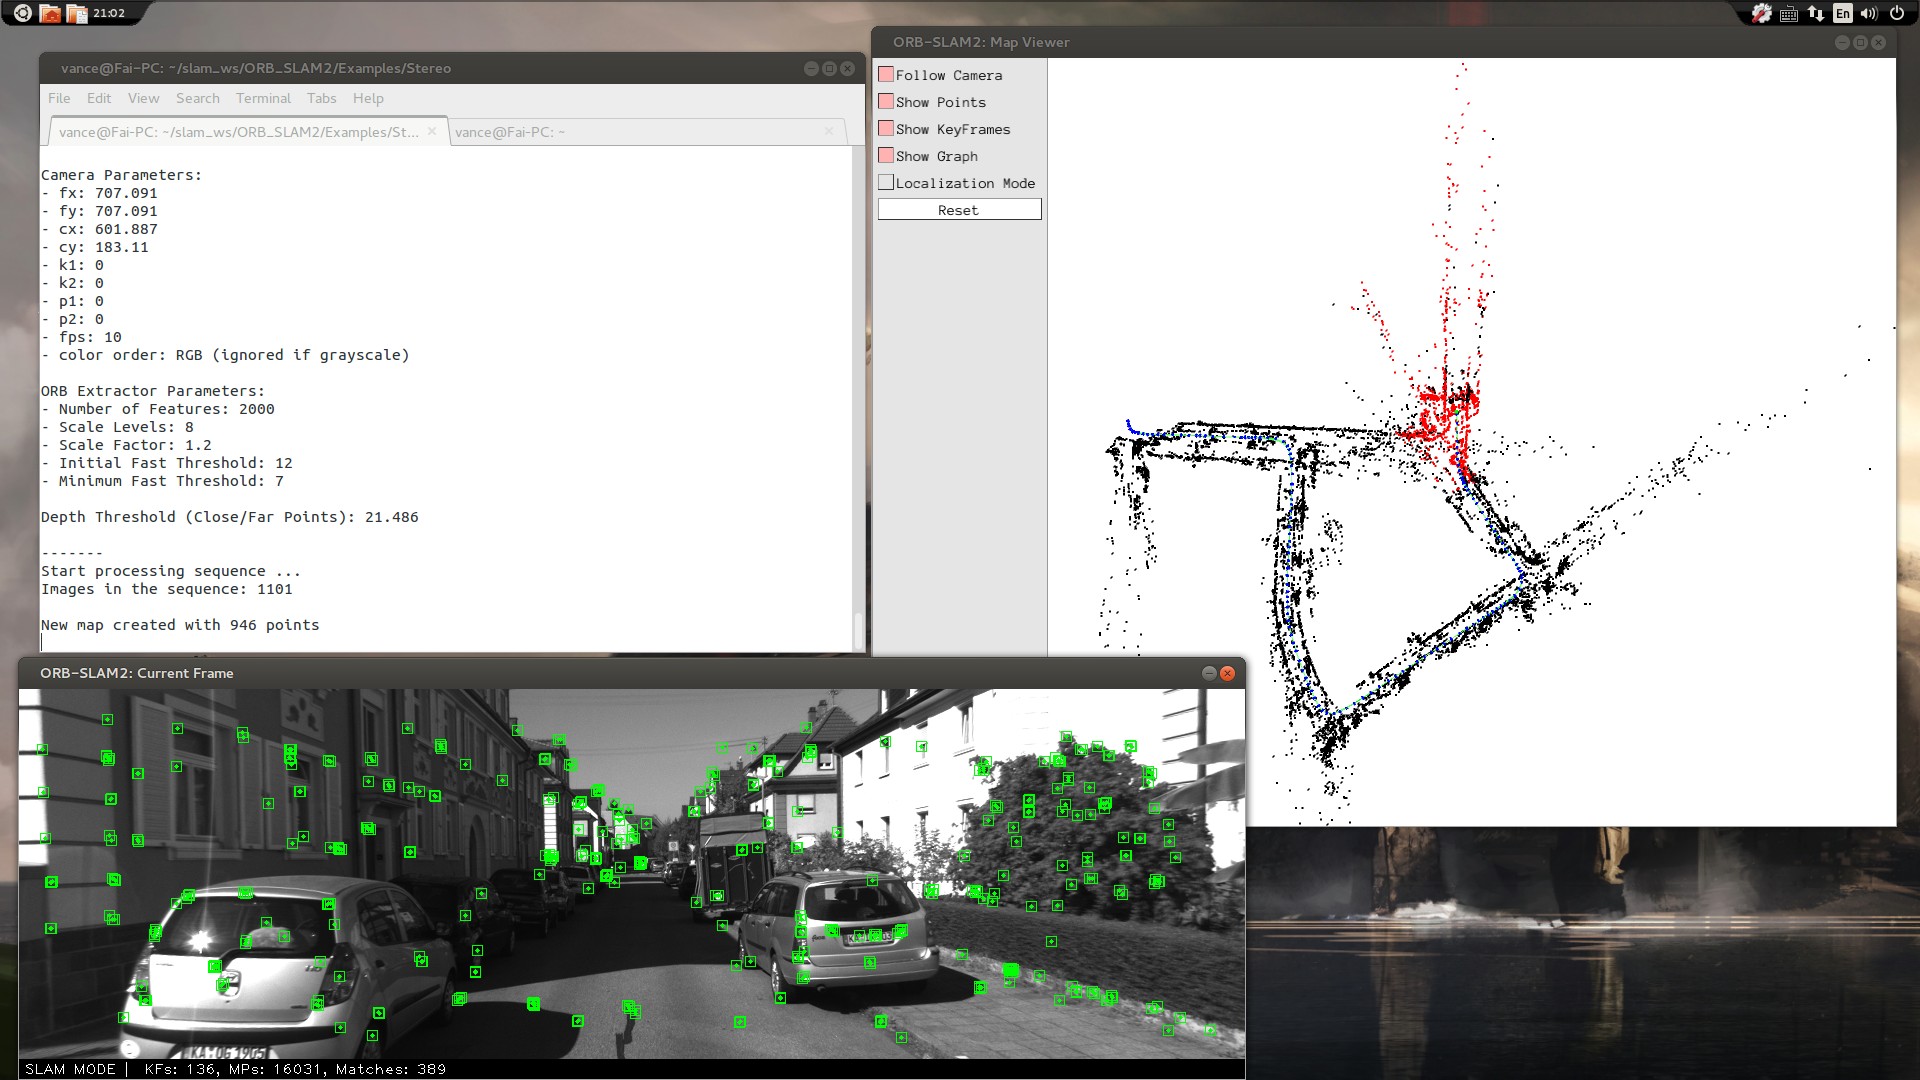 21:02
En
vance@Fai-PC: ~/slam_ws/ORB_SLAM2/Examples/Stereo
File Edit View Search Terminal Tabs Help
vance@Fai-PC: ~/slam_ws/ORB_SLAM2/Examples/St...
vance@Fai-PC: ~
Camera Parameters:
- fx: 707.091
- fy: 707.091
- cx: 601.887
- cy: 183.11
- k1: 0
- k2: 0
- p1: 0
- p2: 0
- fps: 10
- color order: RGB (ignored if grayscale)
ORB Extractor Parameters:
- Number of Features: 2000
- Scale Levels: 8
- Scale Factor: 1.2
- Initial Fast Threshold: 12
- Minimum Fast Threshold: 7
Depth Threshold (Close/Far Points): 21.486
-------
Start processing sequence ...
Images in the sequence: 1101
New map created with 946 points
ORB-SLAM2: Map Viewer
Follow Camera
Show Points
Show KeyFrames
Show Graph
Localization Mode
Reset
ORB-SLAM2: Current Frame
SLAM MODE | KFs: 136, MPs: 16031, Matches: 389